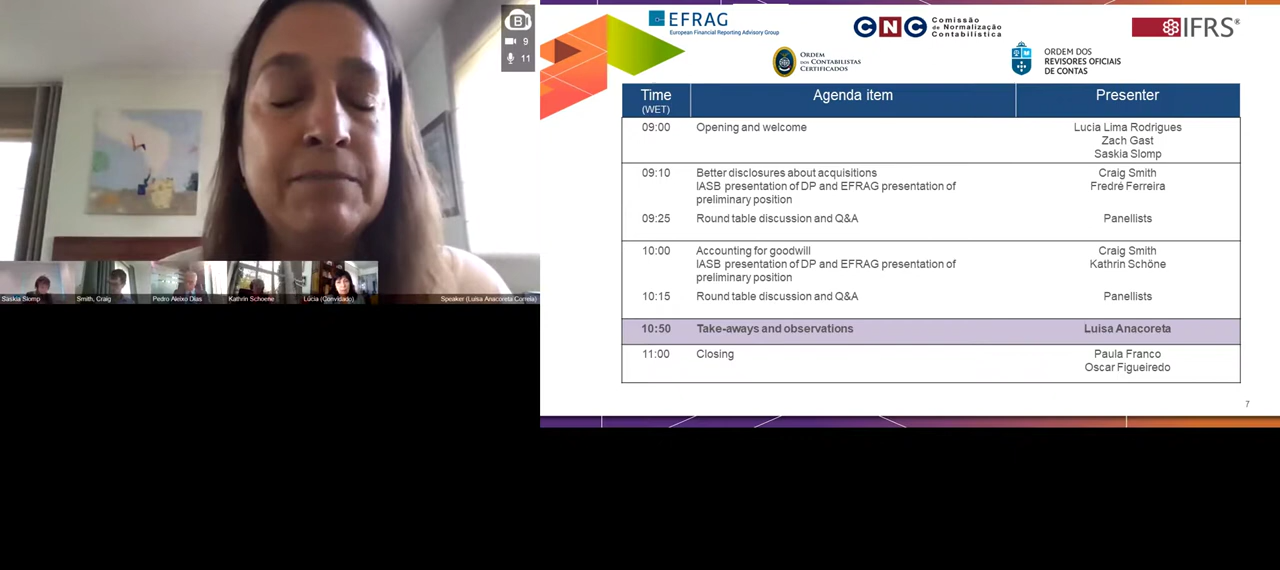 B
9
11
Saskia Slomp
Smith, Craig
Pedro Aleixo Dias
Kathrin Schoene
Lúcia (Convidado)
Speaker (Luisa Anacoreta Correia)
EFRAG
European Financial Reporting Advisory Group
CNC
Comissão
de Normalização
Contabilística
IFRS®
ORDEM
DOS CONTABILISTAS
CERTIFICADOS
ORDEM DOS
REVISORES OFICIAIS
DE CONTAS
Time Agenda item Presenter
(WET)
09:00 Opening and welcome Lucia Lima Rodrigues
Zach Gast
Saskia Slomp
09:10 Better disclosures about acquisitions Craig Smith
IASB presentation of DP and EFRAG presentation of Fredré Ferreira
preliminary position
09:25 Round table discussion and Q&A Panellists
10:00 Accounting for goodwill Craig Smith
IASB presentation of DP and EFRAG presentation of Kathrin Schöne
preliminary position
10:15 Round table discussion and Q&A Panellists
10:50 Take-aways and observations Luisa Anacoreta
11:00 Closing Paula Franco
Oscar Figueiredo
7